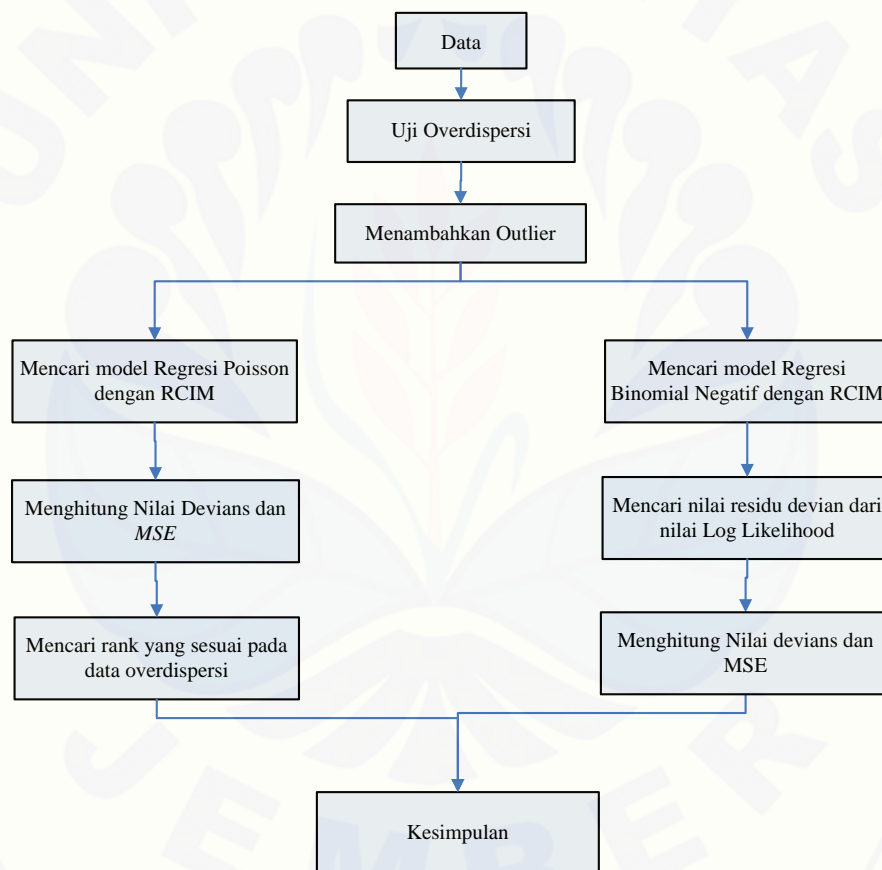 Data
Uji Overdispersi
Menambahkan Outlier
Mencari model Regresi Poisson
dengan RCIM
Menghitung Nilai Devians dan
MSE
Mencari rank yang sesuai pada
data overdispersi
Mencari model Regresi
Binomial Negatif dengan RCIM
Mencari nilai residu devian dari
nilai Log Likelihood
Menghitung Nilai devians dan
MSE
Kesimpulan
JEMBER